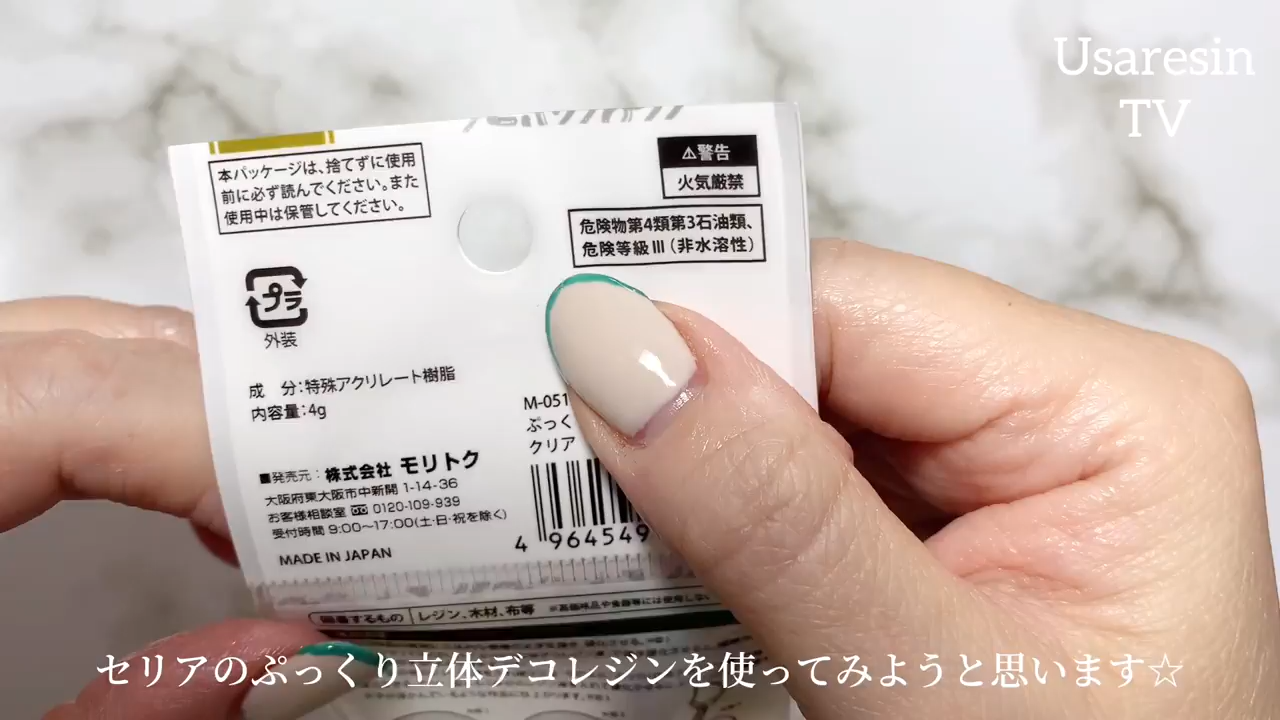 Usaresin
TV
本パッケージは、捨てずに使用
前に必ず読んでください。また
使用中は保管してください。
⚠警告
火気厳禁
危険物第4類第3石油類、
危険等級Ⅲ(非水溶性)
プラ
外装
成 分:特殊アクリレート樹脂
内容量:4g
M-051
ぷっく
クリア
■発売元:株式会社 モリトク
大阪府東大阪市中新開 1-14-36
お客様相談室 0120-109-939
受付時間 9:00〜17:00(土・日・祝を除く)
MADE IN JAPAN
4 964549
接着するもの レジン、木材、布等
セリアのぷっくり立体デコレジンを使ってみようと思います☆